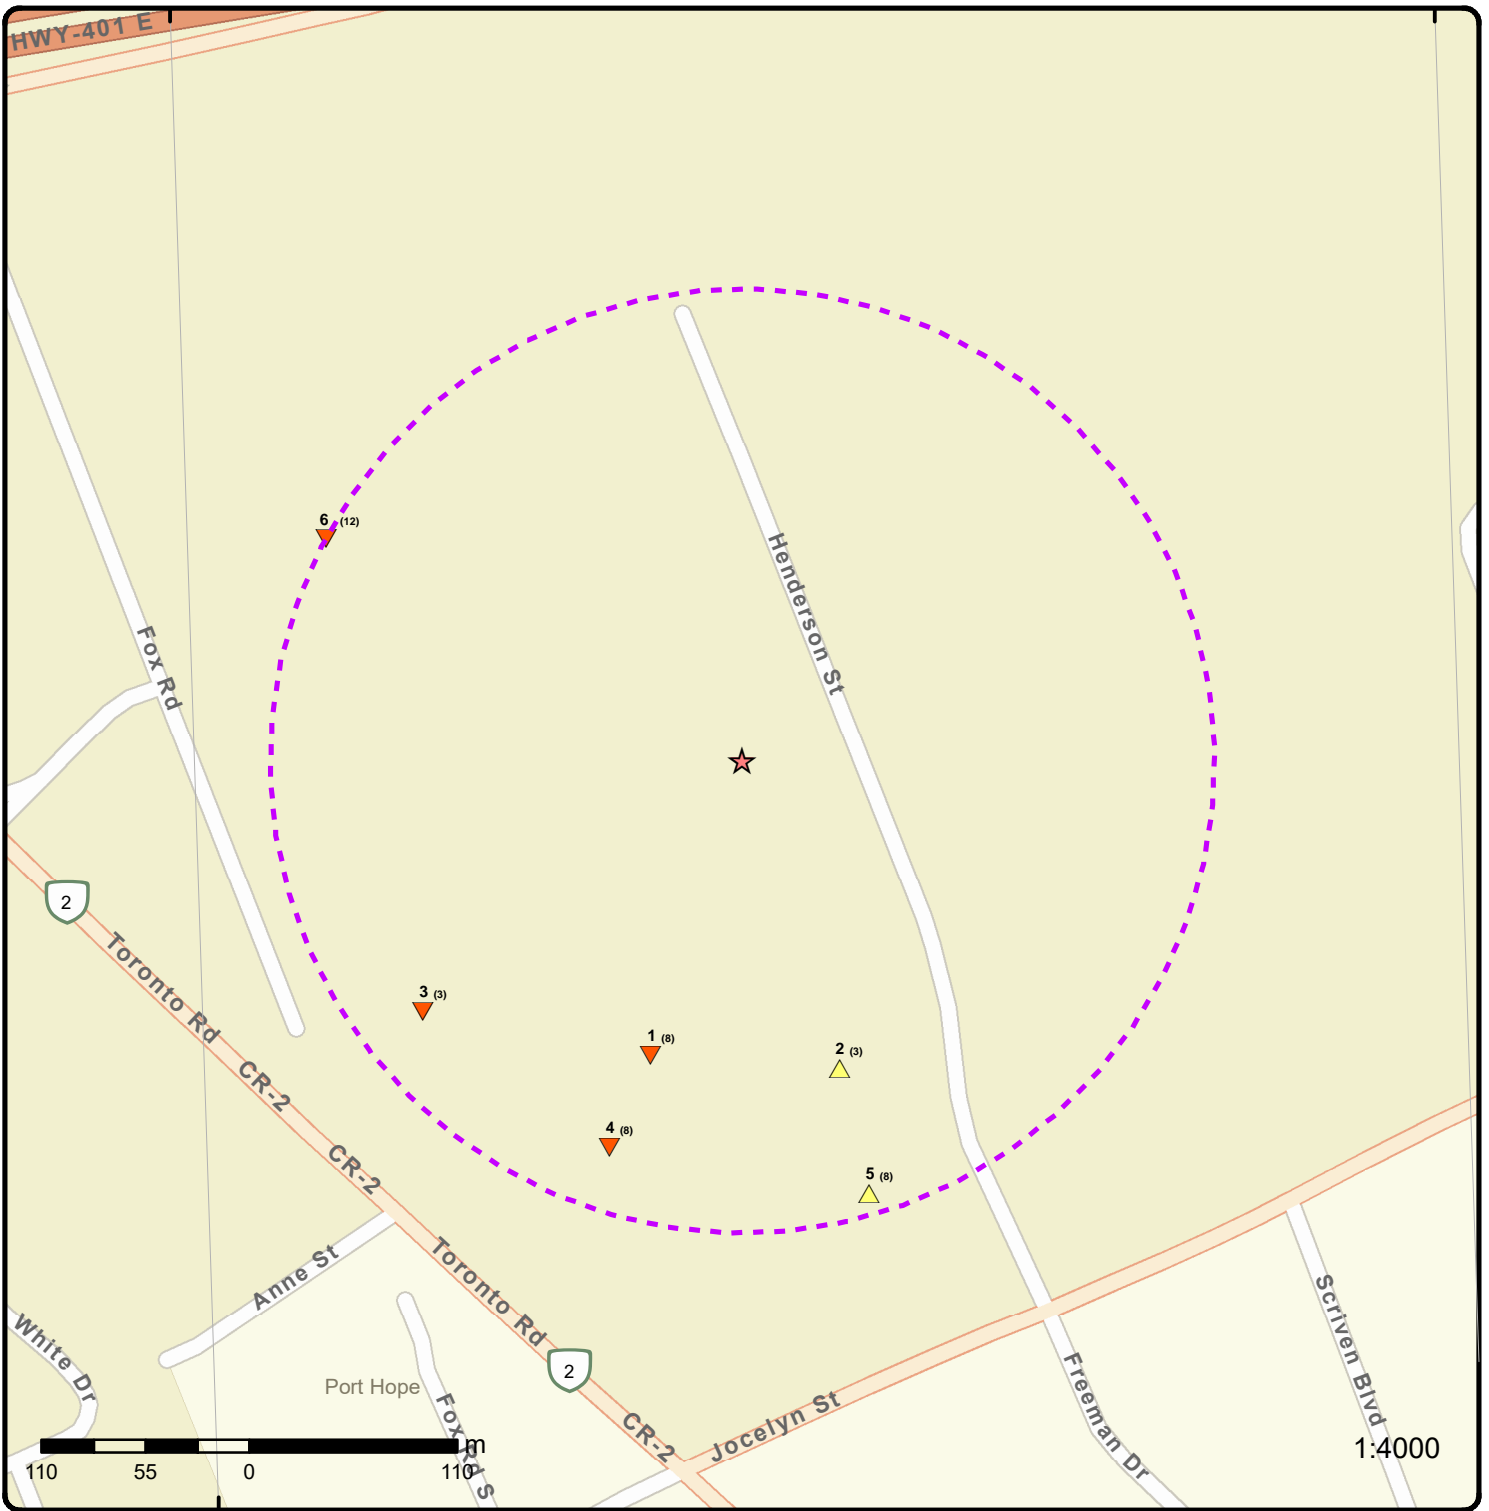 HWY-401 E
6 (12)
Henderson St
Fox Rd
2
Toronto Rd
3 (3)
1 (8)
2 (3)
CR-2
4 (8)
CR-2
5 (8)
Anne St
Toronto Rd
White Dr
2
Port Hope
Fox Rd S
CR-2
Jocelyn St
Freeman Dr
Scriven Blvd
m
110 55 0 110
1:4000